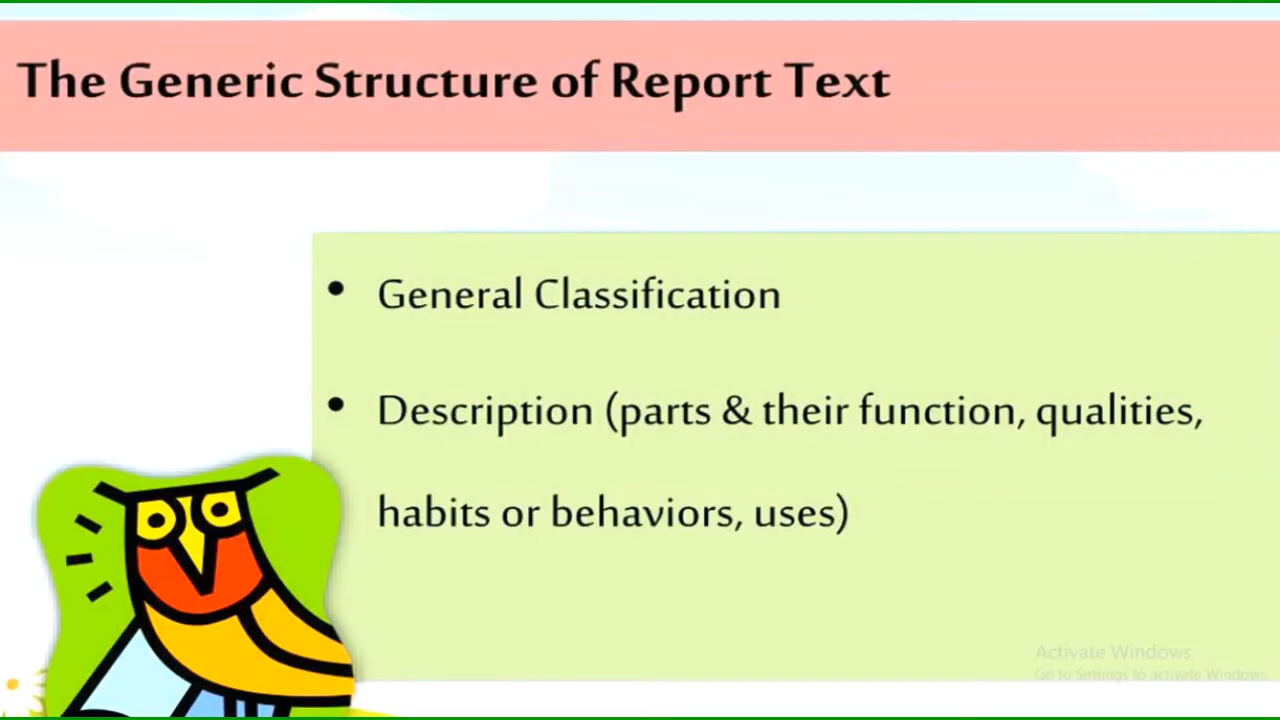 The Generic Structure of Report Text
• General Classification
• Description (parts & their function, qualities,
habits or behaviors, uses)
Activate Windows
Go to Settings to activate Windows.